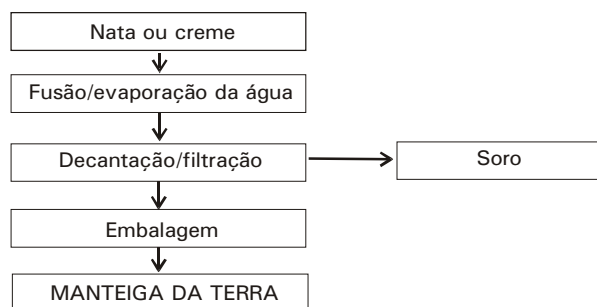 Nata ou creme
Fusão/evaporação da água
Decantação/filtração
Soro
Embalagem
MANTEIGA DA TERRA